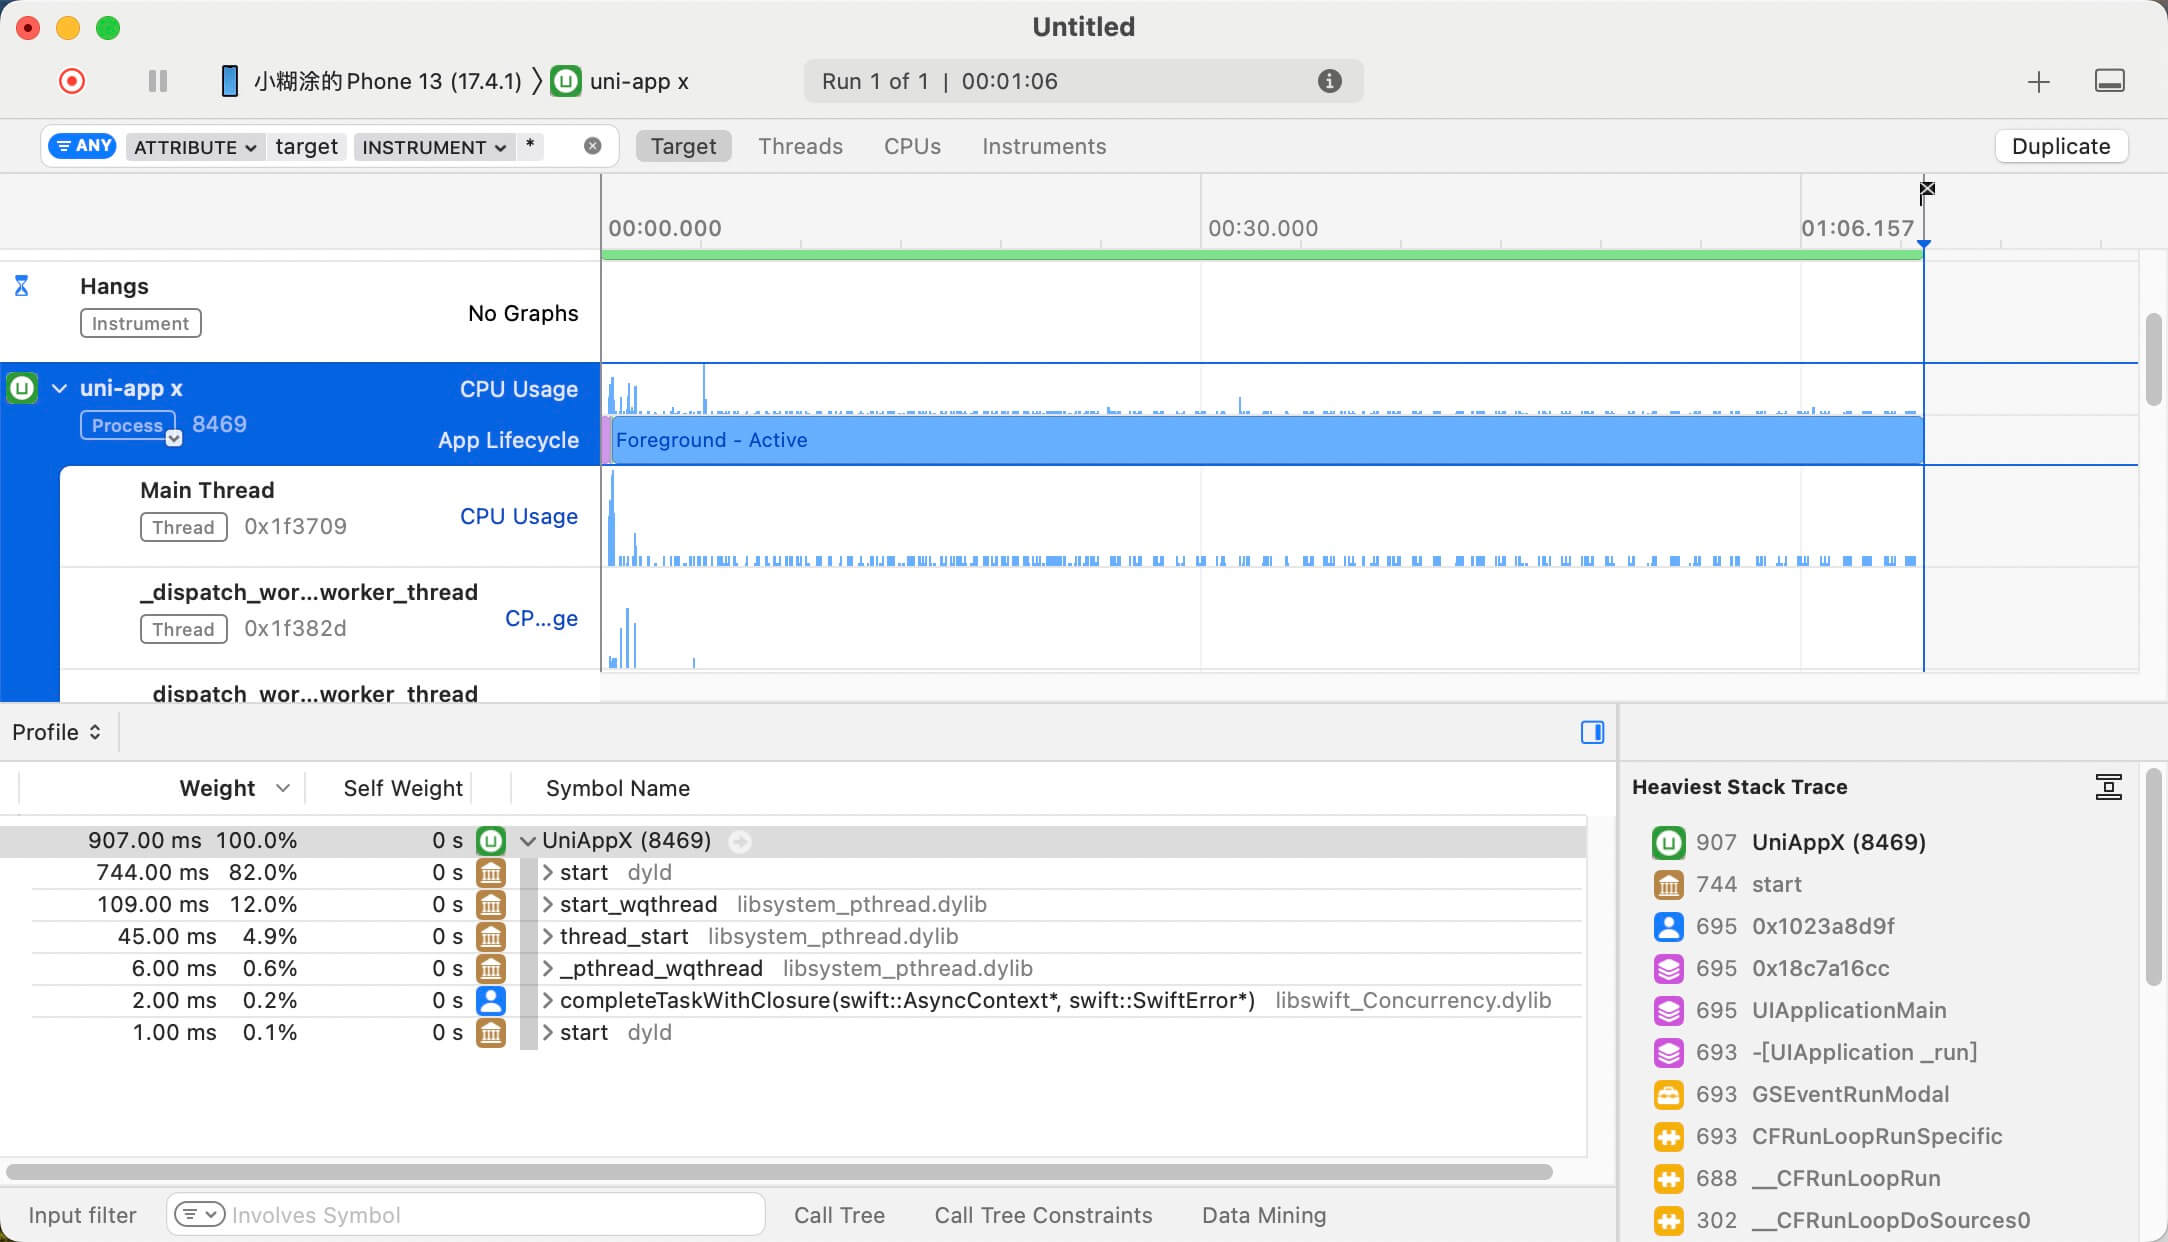 Untitled
小糊涂的Phone 13 (17.4.1) 〉 uni-app x
Run 1 of 1 | 00:01:06
ANY ATTRIBUTE target INSTRUMENT *
Target Threads CPUs Instruments Duplicate
00:00.000 00:30.000 01:06.157
Hangs
Instrument
No Graphs
uni-app x CPU Usage
Process 8469
App Lifecycle
Foreground - Active
Main Thread
Thread 0x1f3709
CPU Usage
_dispatch_wor...worker_thread
Thread 0x1f382d
CP...ge
_dispatch_wor...worker_thread
Profile
Weight Self Weight Symbol Name
907.00 ms 100.0% 0 s UniAppX (8469)
744.00 ms 82.0% 0 s start dyld
109.00 ms 12.0% 0 s start_wqthread libsystem_pthread.dylib
45.00 ms 4.9% 0 s thread_start libsystem_pthread.dylib
6.00 ms 0.6% 0 s _pthread_wqthread libsystem_pthread.dylib
2.00 ms 0.2% 0 s completeTaskWithClosure(swift::AsyncContext*, swift::SwiftError*) libswift_Concurrency.dylib
1.00 ms 0.1% 0 s start dyld
Input filter Involves Symbol Call Tree Call Tree Constraints Data Mining
Heaviest Stack Trace
907 UniAppX (8469)
744 start
695 0x1023a8d9f
695 0x18c7a16cc
695 UIApplicationMain
693 -[UIApplication _run]
693 GSEventRunModal
693 CFRunLoopRunSpecific
688 __CFRunLoopRun
302 __CFRunLoopDoSources0